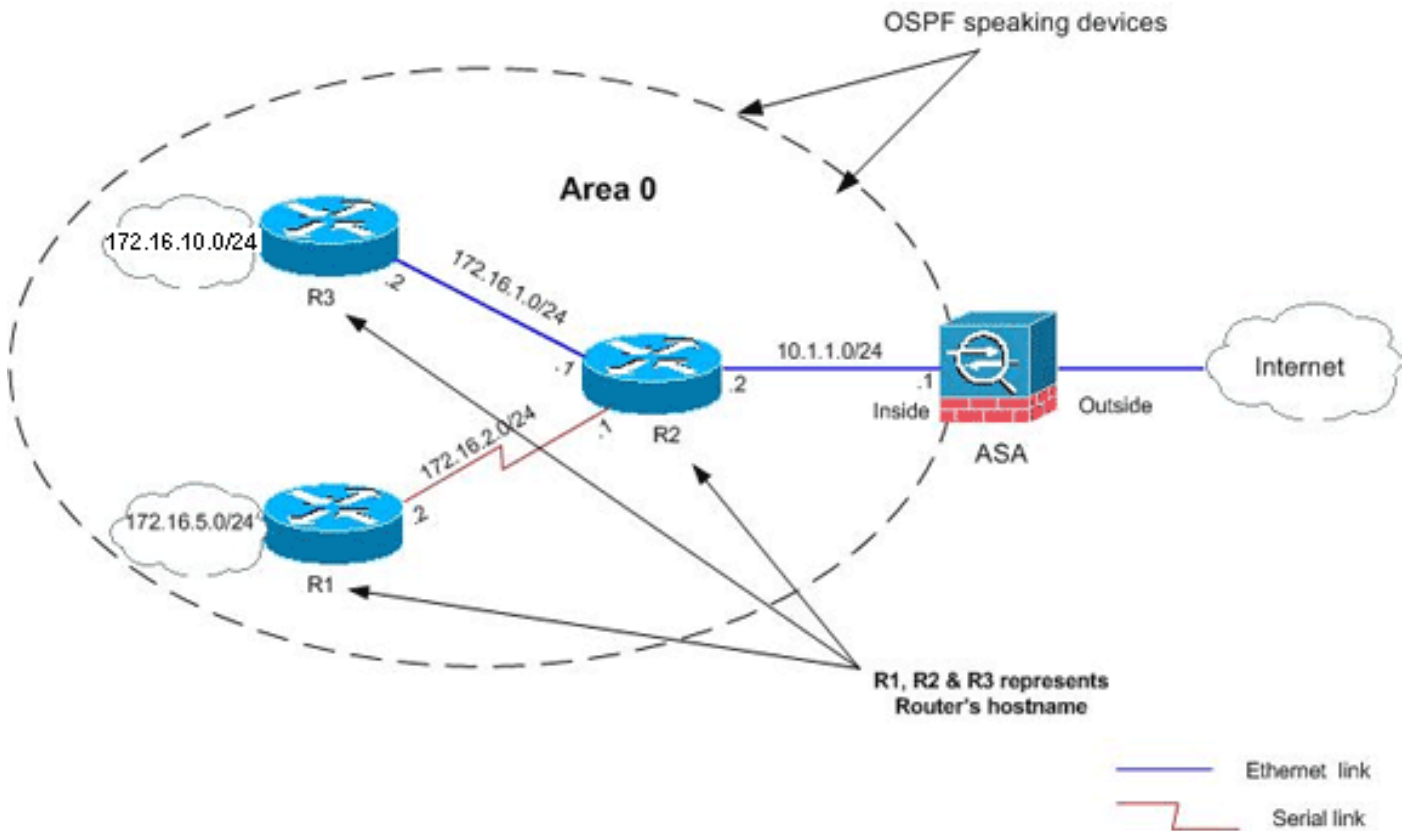 OSPF speaking devices
Area 0
172.16.10.0/24
R3
.2
172.16.1.0/24
.1
R2
.2
10.1.1.0/24
.1
Inside
ASA
Outside
Internet
172.16.2.0/24
.1
.2
172.16.5.0/24
R1
R1, R2 & R3 represents
Router's hostname
Ethernet link
Serial link